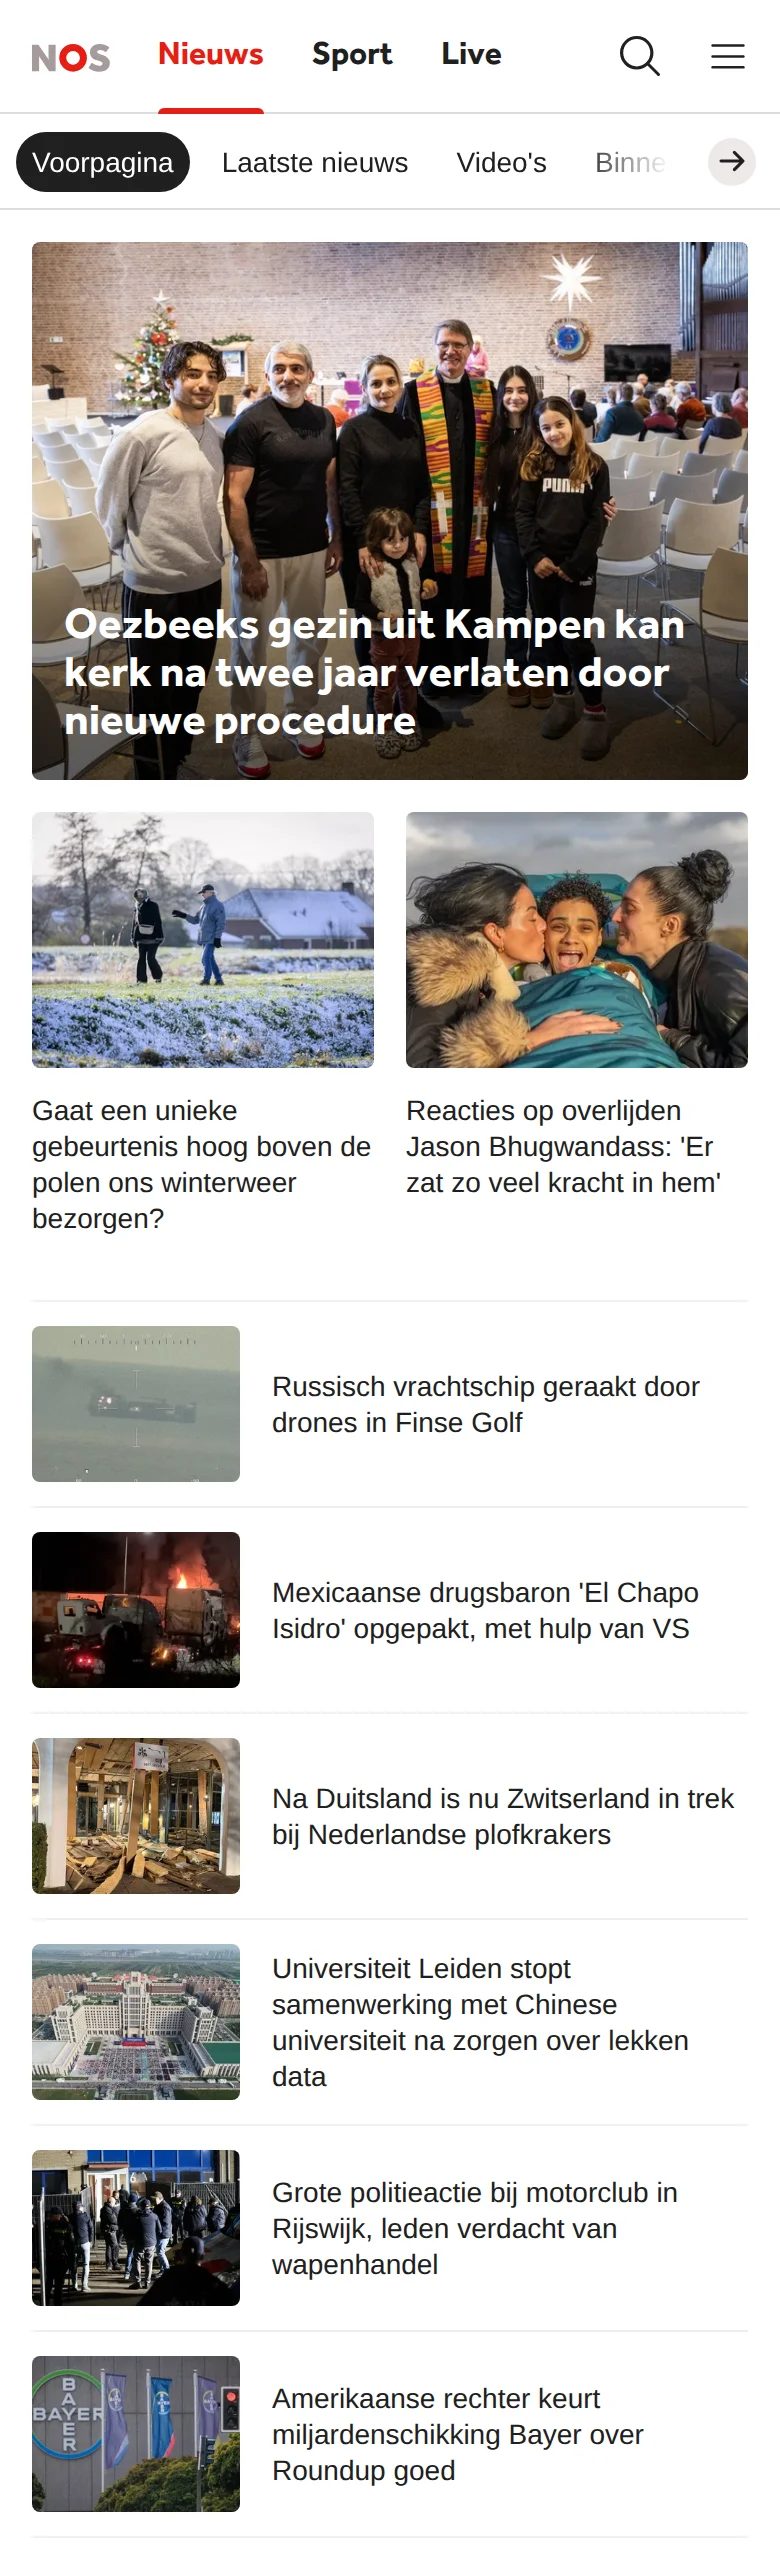 NOS Nieuws Sport Live
Voorpagina Laatste nieuws Video's Binne
PUMA
Oezbeeks gezin uit Kampen kan
kerk na twee jaar verlaten door
nieuwe procedure
Gaat een unieke
gebeurtenis hoog boven de
polen ons winterweer
bezorgen?
Reacties op overlijden
Jason Bhugwandass: 'Er
zat zo veel kracht in hem'
Russisch vrachtschip geraakt door
drones in Finse Golf
Mexicaanse drugsbaron 'El Chapo
Isidro' opgepakt, met hulp van VS
Na Duitsland is nu Zwitserland in trek
bij Nederlandse plofkrakers
Universiteit Leiden stopt
samenwerking met Chinese
universiteit na zorgen over lekken
data
Grote politieactie bij motorclub in
Rijswijk, leden verdacht van
wapenhandel
BAYER
BAYER
Amerikaanse rechter keurt
miljardenschikking Bayer over
Roundup goed